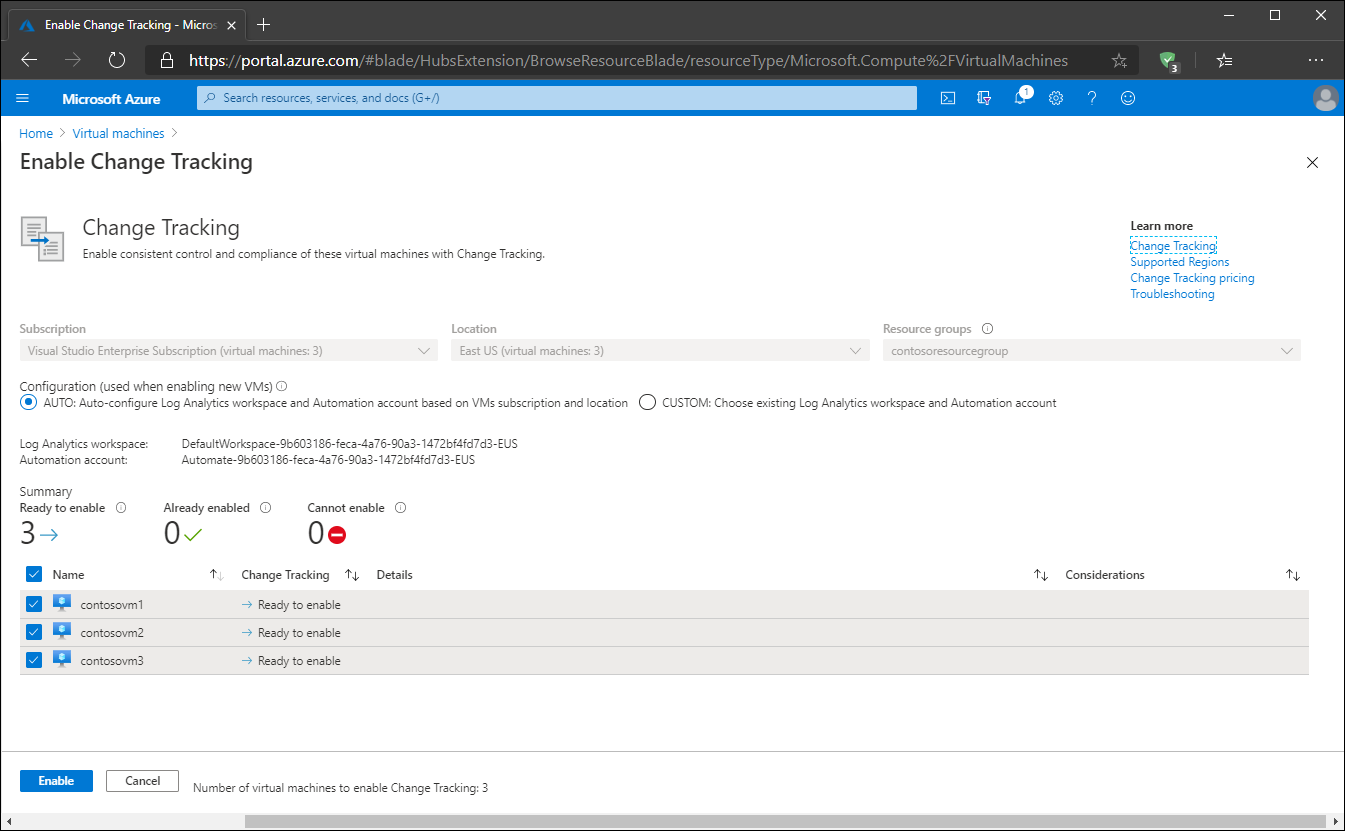 Enable Change Tracking - Micros
https://portal.azure.com/#blade/HubsExtension/BrowseResourceBlade/resourceType/Microsoft.Compute%2FVirtualMachines
3
Microsoft Azure
Search resources, services, and docs (G+/)
1
?
Home > Virtual machines >
Enable Change Tracking
Change Tracking
Enable consistent control and compliance of these virtual machines with Change Tracking.
Learn more
Change Tracking
Supported Regions
Change Tracking pricing
Troubleshooting
Subscription Location Resource groups
Visual Studio Enterprise Subscription (virtual machines: 3) East US (virtual machines: 3) contosoresourcegroup
Configuration (used when enabling new VMs)
AUTO: Auto-configure Log Analytics workspace and Automation account based on VMs subscription and location CUSTOM: Choose existing Log Analytics workspace and Automation account
Log Analytics workspace: DefaultWorkspace-9b603186-feca-4a76-90a3-1472bf4fd7d3-EUS
Automation account: Automate-9b603186-feca-4a76-90a3-1472bf4fd7d3-EUS
Summary
Ready to enable Already enabled Cannot enable
3 0 0
Name Change Tracking Details Considerations
contosovm1 Ready to enable
contosovm2 Ready to enable
contosovm3 Ready to enable
Enable Cancel Number of virtual machines to enable Change Tracking: 3